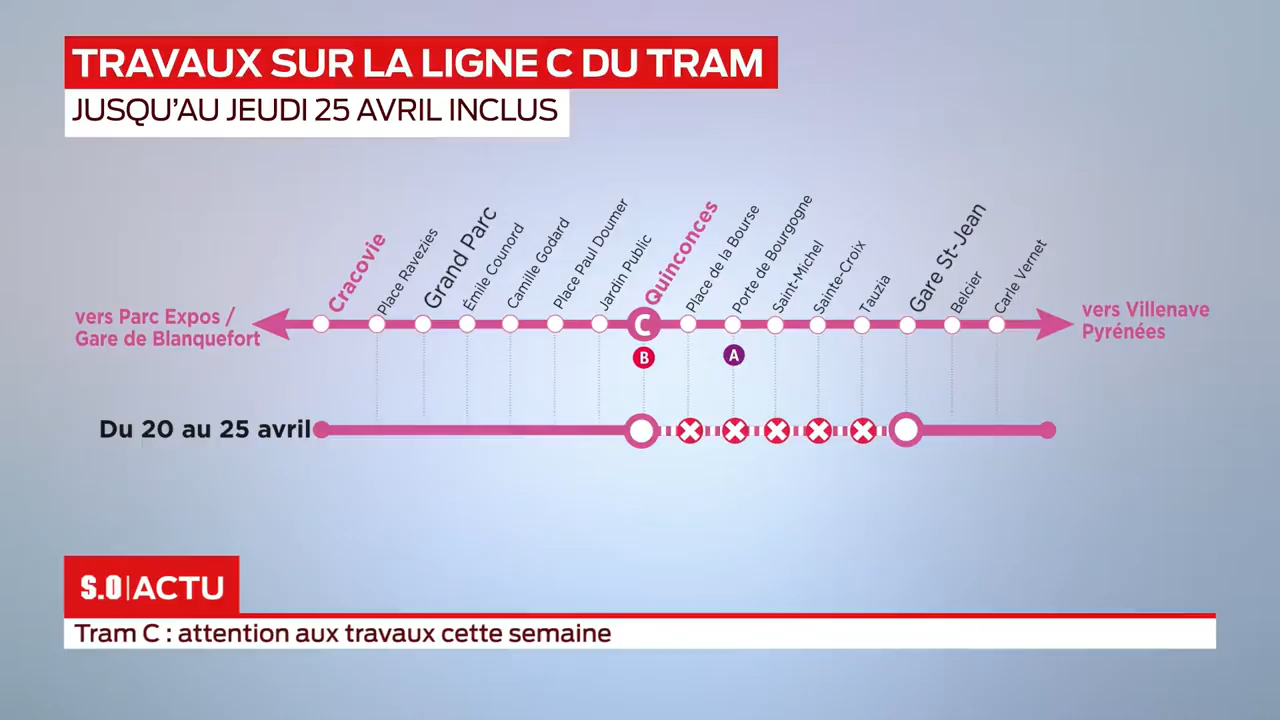 TRAVAUX SUR LA LIGNE C DU TRAM
JUSQU'AU JEUDI 25 AVRIL INCLUS
Cracovie
Place Ravezies
Grand Parc
Émile Counord
Camille Godard
Place Paul Doumer
Jardin Public
Quinconces
Place de la Bourse
Porte de Bourgogne
Saint-Michel
Sainte-Croix
Tauzia
Gare St-Jean
Belcier
Carle Vernet
vers Parc Expos /
Gare de Blanquefort
C
vers Villenave
Pyrénées
B
A
Du 20 au 25 avril
S.O|ACTU
Tram C : attention aux travaux cette semaine